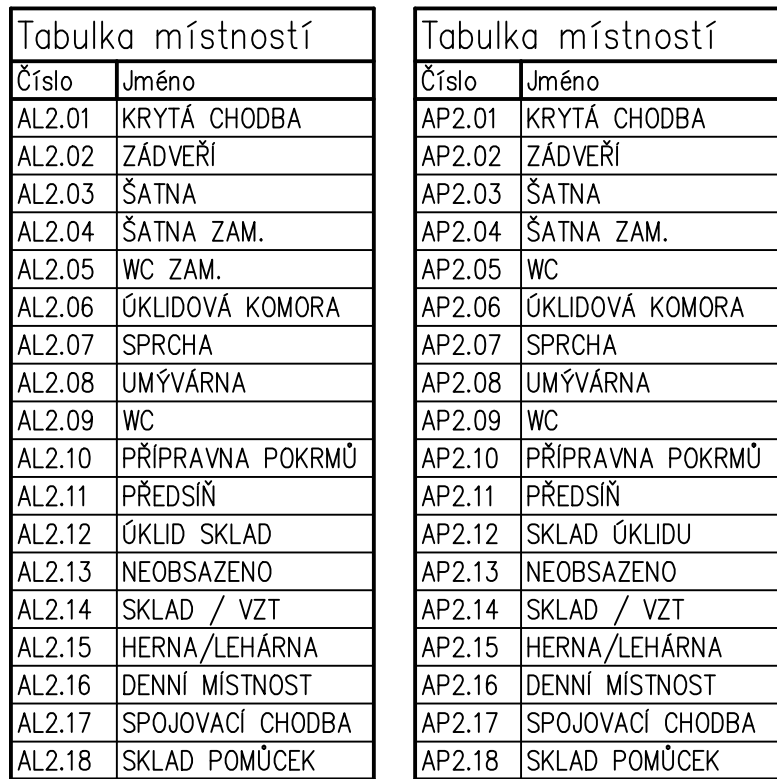 Tabulka místností
Číslo Jméno
AL2.01 KRYTÁ CHODBA
AL2.02 ZÁDVEŘÍ
AL2.03 ŠATNA
AL2.04 ŠATNA ZAM.
AL2.05 WC ZAM.
AL2.06 ÚKLIDOVÁ KOMORA
AL2.07 SPRCHA
AL2.08 UMÝVÁRNA
AL2.09 WC
AL2.10 PŘÍPRAVNA POKRMŮ
AL2.11 PŘEDSÍŇ
AL2.12 ÚKLID SKLAD
AL2.13 NEOBSAZENO
AL2.14 SKLAD / VZT
AL2.15 HERNA/LEHÁRNA
AL2.16 DENNÍ MÍSTNOST
AL2.17 SPOJOVACÍ CHODBA
AL2.18 SKLAD POMŮCEK
Tabulka místností
Číslo Jméno
AP2.01 KRYTÁ CHODBA
AP2.02 ZÁDVEŘÍ
AP2.03 ŠATNA
AP2.04 ŠATNA ZAM.
AP2.05 WC
AP2.06 ÚKLIDOVÁ KOMORA
AP2.07 SPRCHA
AP2.08 UMÝVÁRNA
AP2.09 WC
AP2.10 PŘÍPRAVNA POKRMŮ
AP2.11 PŘEDSÍŇ
AP2.12 SKLAD ÚKLIDU
AP2.13 NEOBSAZENO
AP2.14 SKLAD / VZT
AP2.15 HERNA/LEHÁRNA
AP2.16 DENNÍ MÍSTNOST
AP2.17 SPOJOVACÍ CHODBA
AP2.18 SKLAD POMŮCEK